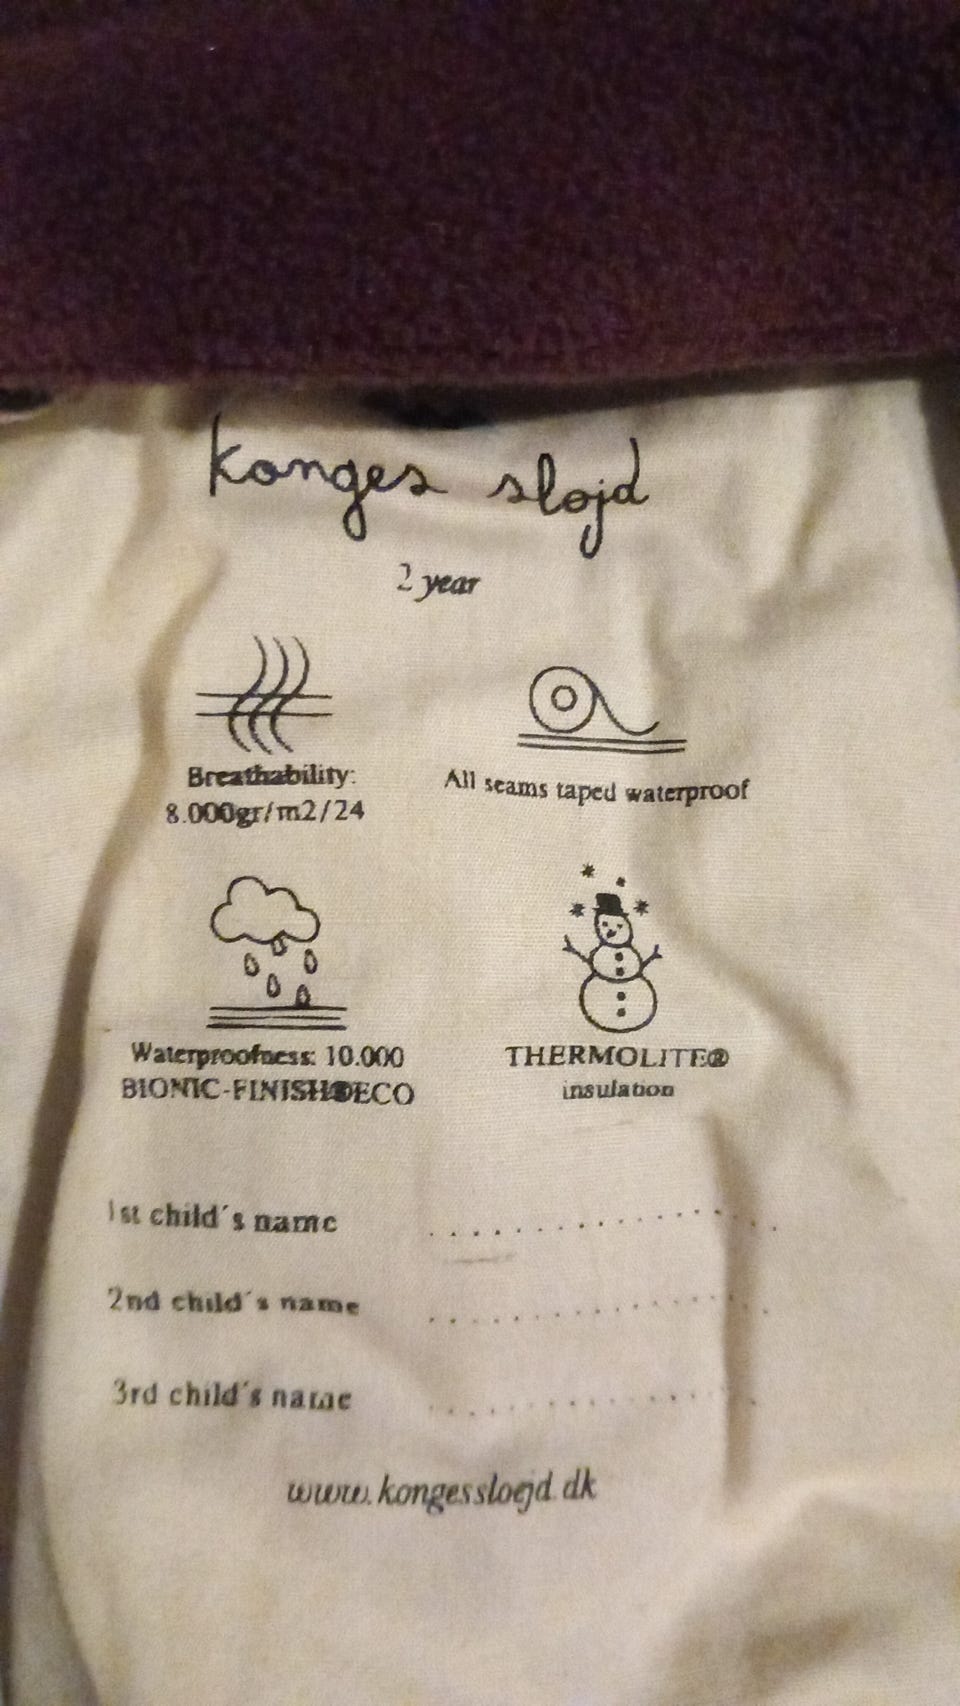 konges slojd
2 year
Breathability:
8.000gr/m2/24
All seams taped waterproof
Waterproofness: 10.000
BIONIC-FINISH®ECO
THERMOLITE®
insulation
1st child´s name ....................
2nd child´s name ....................
3rd child´s name ....................
www.kongessloejd.dk